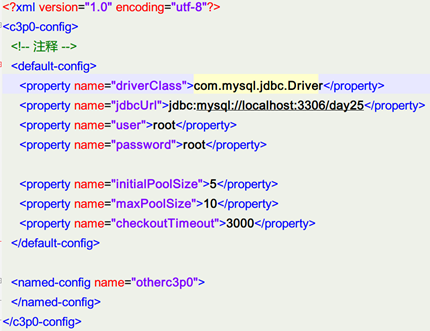 <?xml version="1.0" encoding="utf-8"?>
<c3p0-config>
<!-- 注释 -->
<default-config>
<property name="driverClass">com.mysql.jdbc.Driver</property>
<property name="jdbcUrl">jdbc:mysql://localhost:3306/day25</property>
<property name="user">root</property>
<property name="password">root</property>
<property name="initialPoolSize">5</property>
<property name="maxPoolSize">10</property>
<property name="checkoutTimeout">3000</property>
</default-config>
<named-config name="otherc3p0">
</named-config>
</c3p0-config>